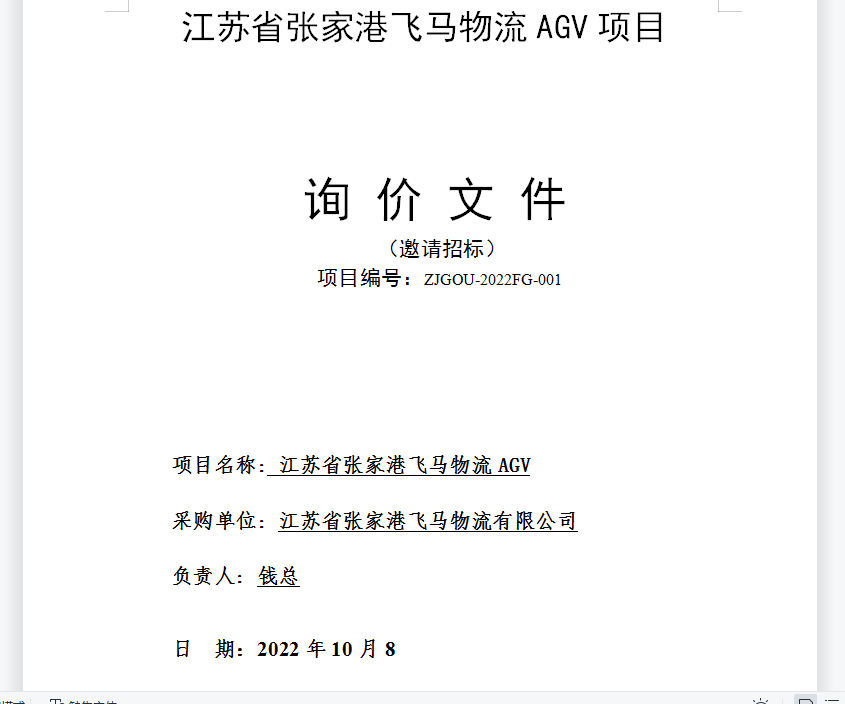 江苏省张家港飞马物流 AGV 项目
询 价 文 件
（邀请招标）
项目编号：ZJGOU-2022FG-001
项目名称: 江苏省张家港飞马物流 AGV
采购单位：江苏省张家港飞马物流有限公司
负责人：钱总
日 期：2022 年 10 月 8